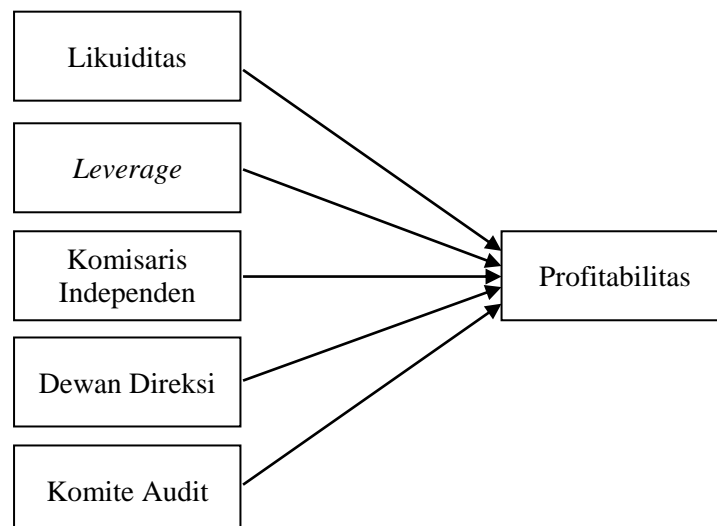 Likuiditas
Leverage
Komisaris
Independen
Profitabilitas
Dewan Direksi
Komite Audit